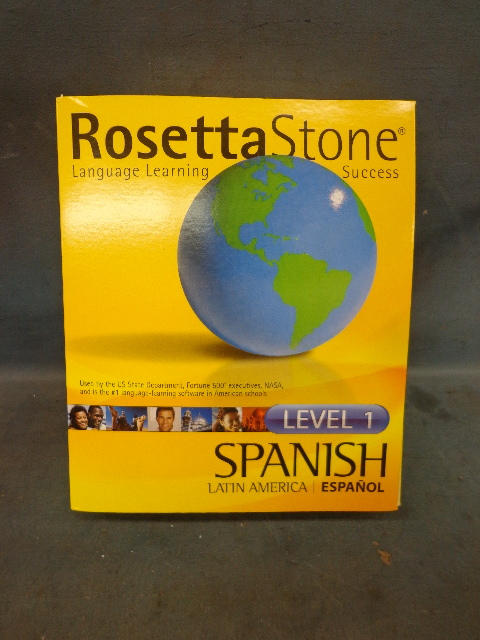 RosettaStone®
Language Learning Success
Used by the US State Department, Fortune 500® executives, NASA,
and is the #1 language-learning software in American schools
LEVEL 1
SPANISH
LATIN AMERICA | ESPAÑOL